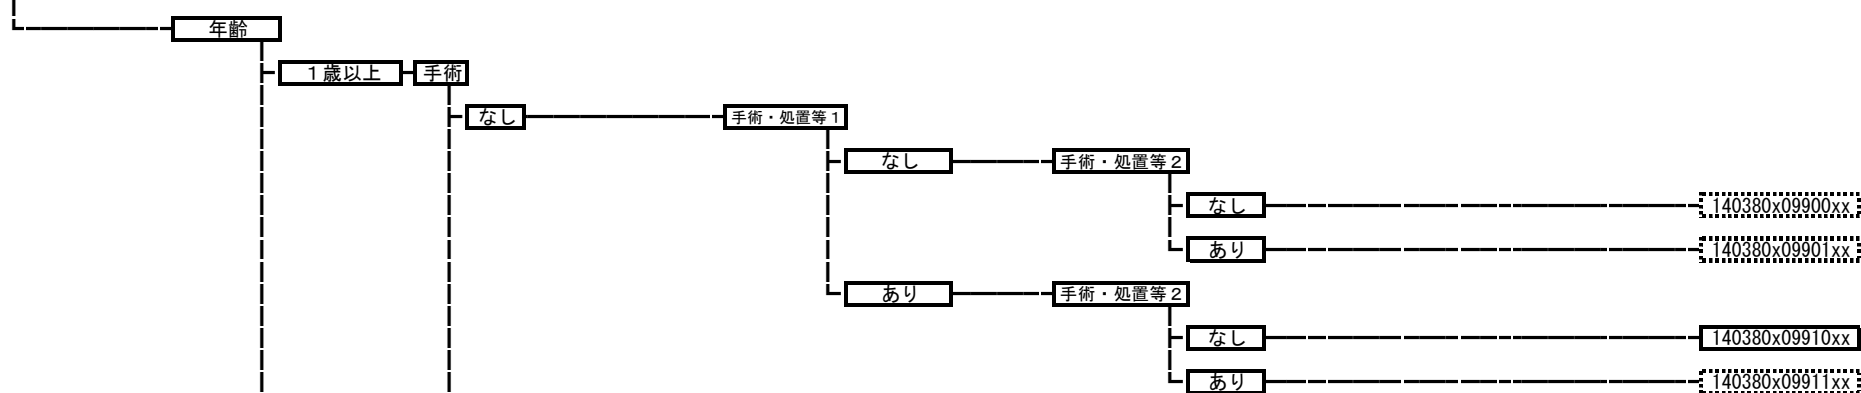 年齢
１歳以上 手術
なし 手術・処置等１
なし 手術・処置等２
なし 140380x09900xx
あり 140380x09901xx
あり 手術・処置等２
なし 140380x09910xx
あり 140380x09911xx